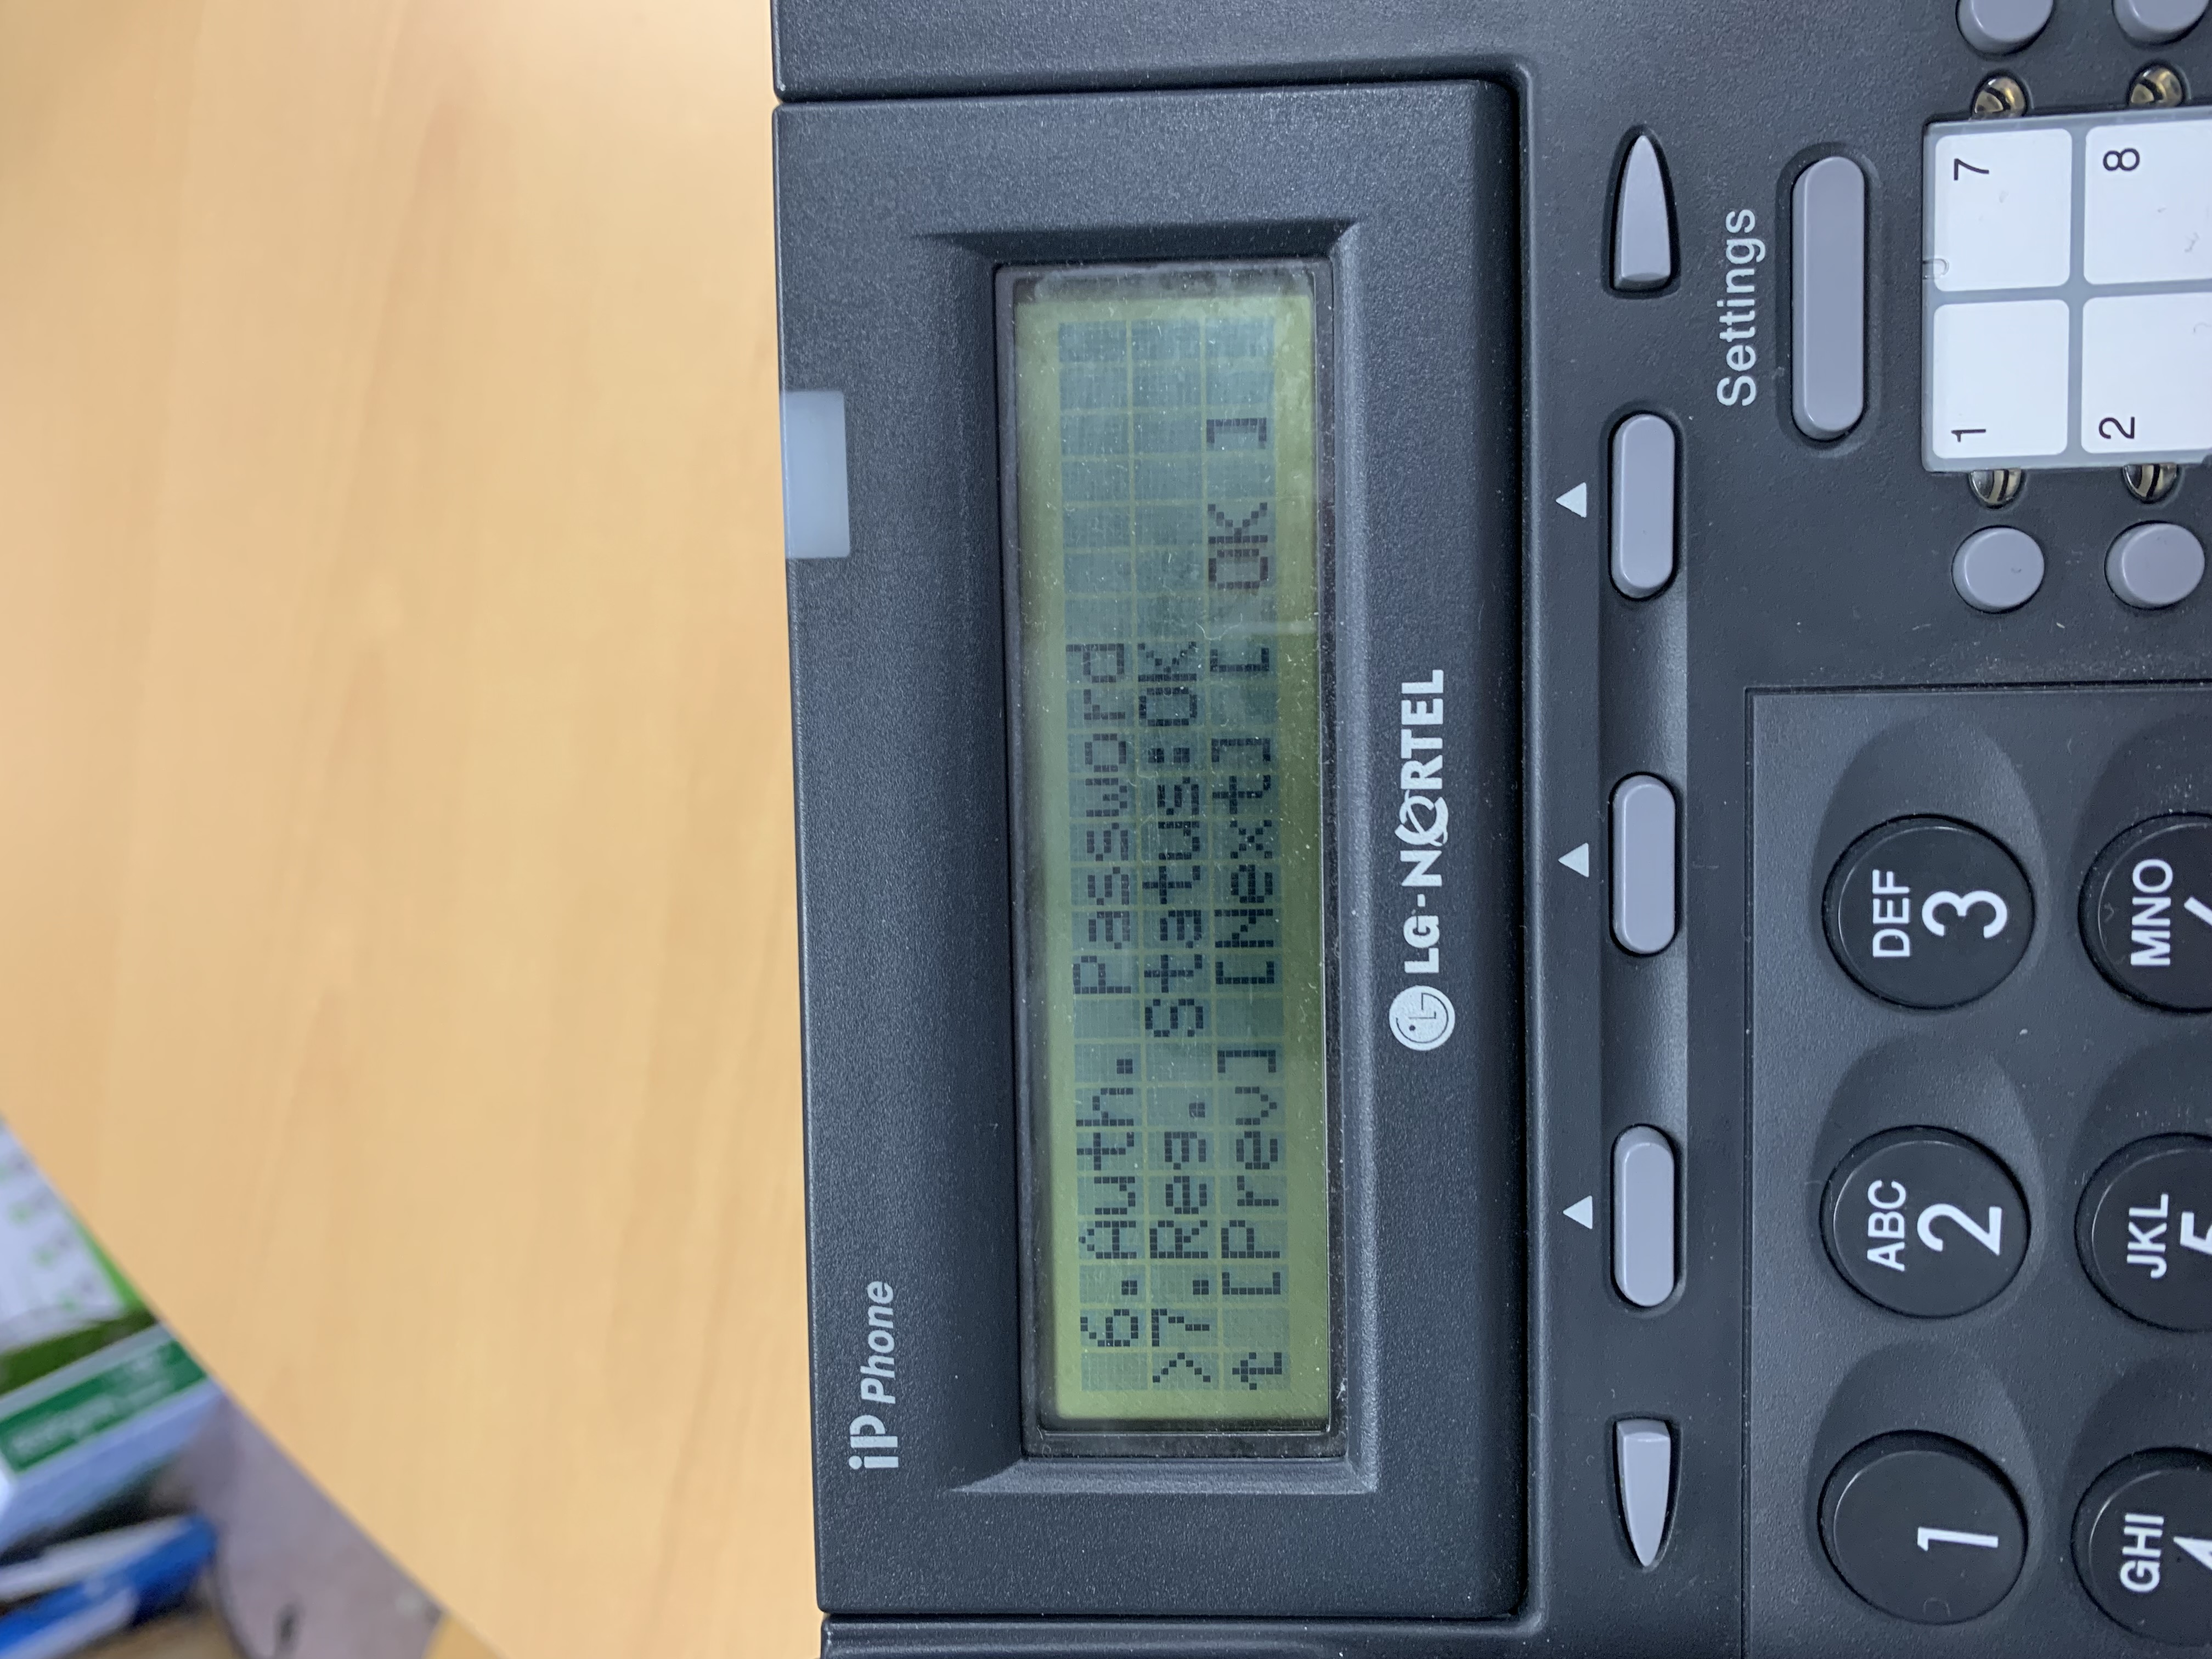 iP Phone
6.Auth. Password
>7.Reg. Status:OK
↑ [Prev] [Next] [ OK ]
LG-NORTEL
Settings
1
ABC
2
DEF
3
1
7
2
8
GHI
JKL
MNO